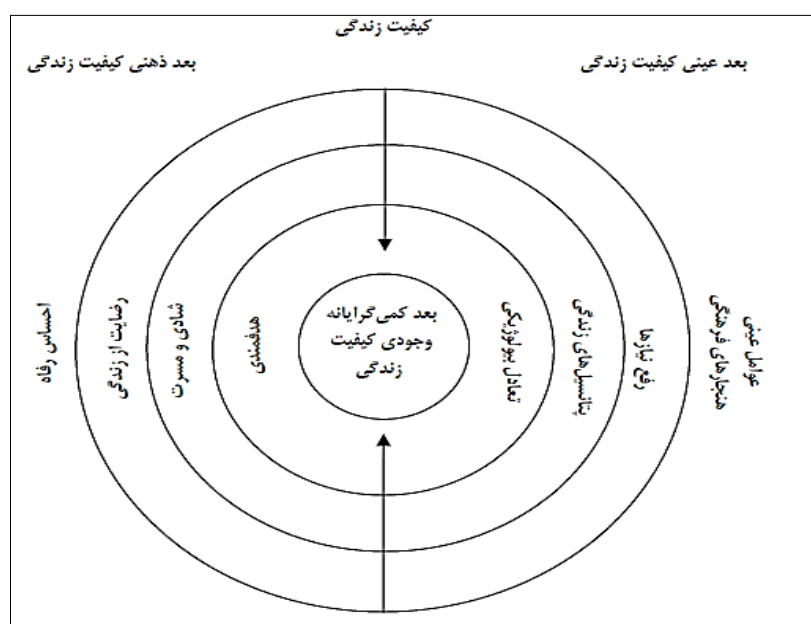 کیفیت زندگی
بعد عینی کیفیت زندگی
بعد ذهنی کیفیت زندگی
عوامل عینی
هنجارهای فرهنگی
رفع نیازها
پتانسیل‌های زندگی
تعادل بیولوژیکی
بعد کمی‌گرایانه
وجودی کیفیت
زندگی
هدفمندی
شادی و مسرت
رضایت از زندگی
احساس رفاه